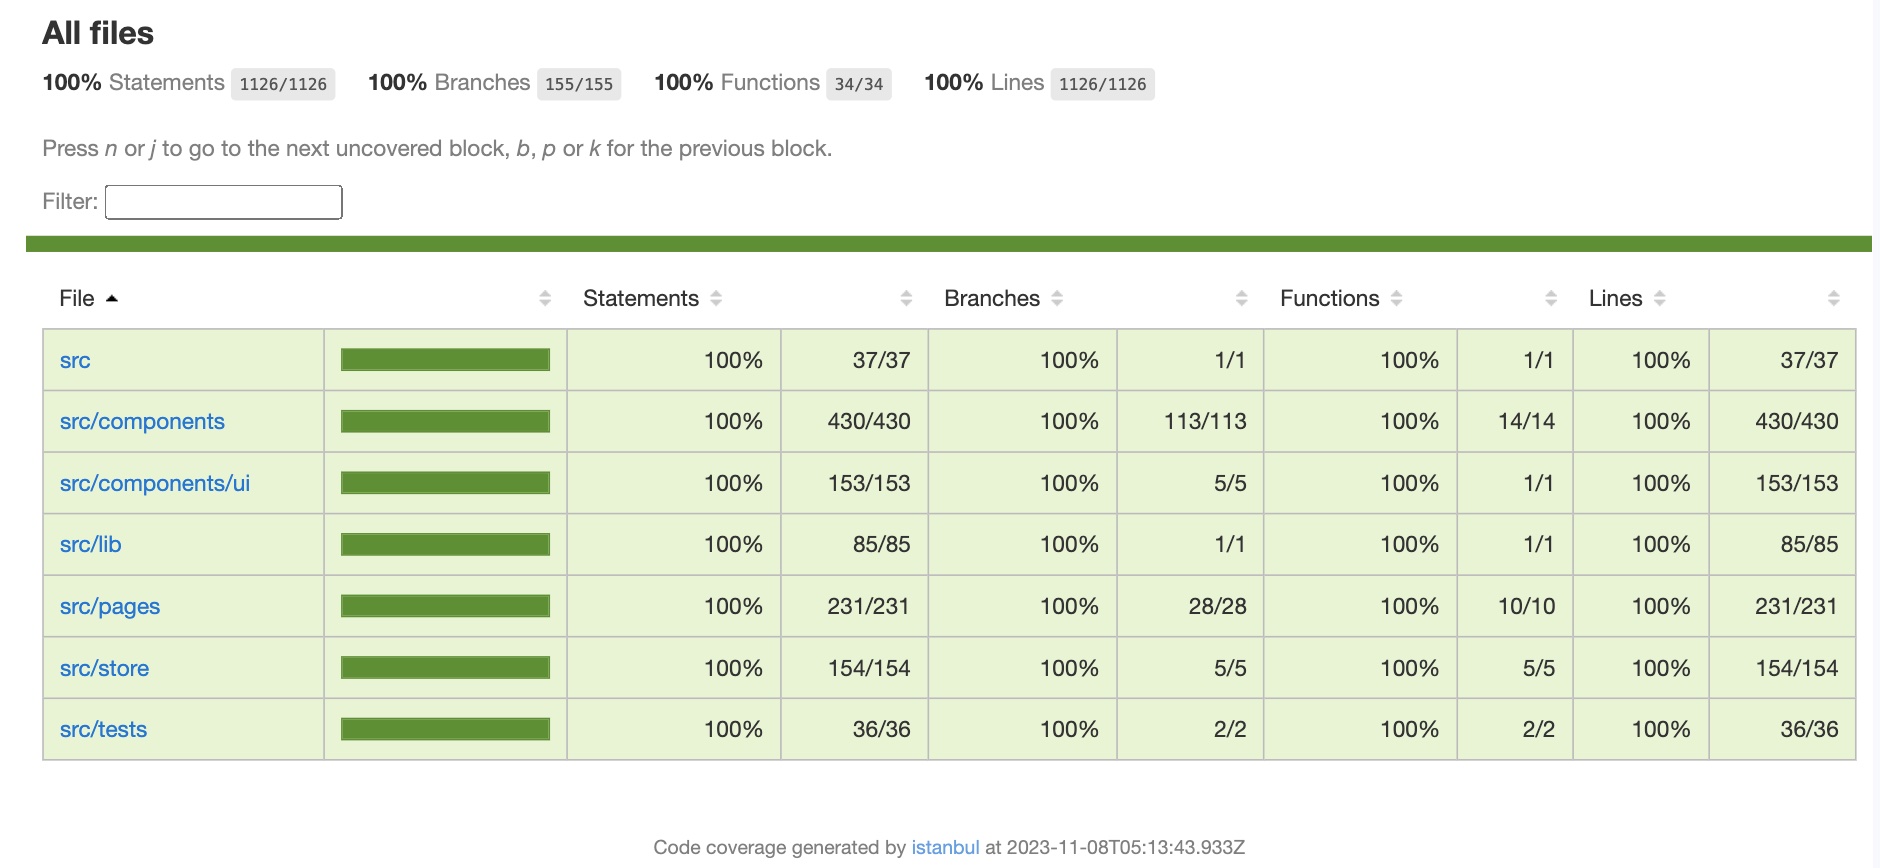 All files
100% Statements 1126/1126 100% Branches 155/155 100% Functions 34/34 100% Lines 1126/1126
Press n or j to go to the next uncovered block, b, p or k for the previous block.
Filter:
File Statements Branches Functions Lines
src 100% 37/37 100% 1/1 100% 1/1 100% 37/37
src/components 100% 430/430 100% 113/113 100% 14/14 100% 430/430
src/components/ui 100% 153/153 100% 5/5 100% 1/1 100% 153/153
src/lib 100% 85/85 100% 1/1 100% 1/1 100% 85/85
src/pages 100% 231/231 100% 28/28 100% 10/10 100% 231/231
src/store 100% 154/154 100% 5/5 100% 5/5 100% 154/154
src/tests 100% 36/36 100% 2/2 100% 2/2 100% 36/36
Code coverage generated by istanbul at 2023-11-08T05:13:43.933Z